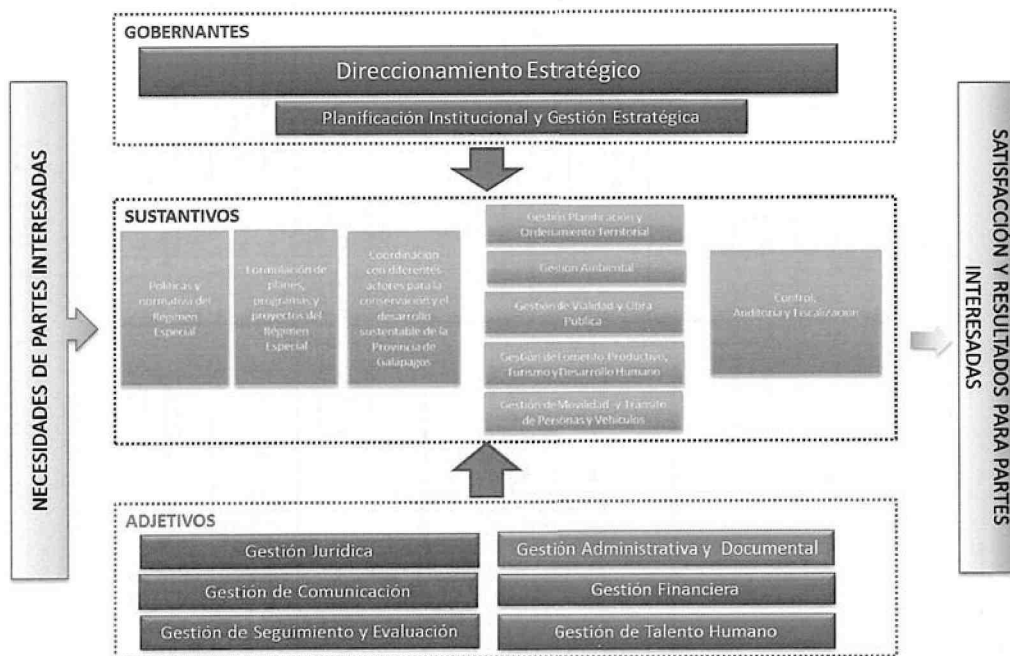 NECESIDADES DE PARTES INTERESADAS
GOBERNANTES
Direccionamiento Estratégico
Planificación Institucional y Gestión Estratégica
SUSTANTIVOS
Políticas y
normativa del
Régimen
Especial
Formulación de
planes,
programas y
proyectos del
Régimen
Especial
Coordinación
con diferentes
actores para la
conservación y el
desarrollo
sustentable de la
Provincia de
Galápagos
Gestión Planificación y
Ordenamiento Territorial
Gestión Ambiental
Gestión de Vialidad y Obra
Pública
Gestión de Fomento Productivo,
Turismo y Desarrollo Humano
Gestión de Movilidad y Tránsito
de Personas y Vehículos
Control,
Auditoría y Fiscalización
ADJETIVOS
Gestión Jurídica
Gestión Administrativa y Documental
Gestión de Comunicación
Gestión Financiera
Gestión de Seguimiento y Evaluación
Gestión de Talento Humano
SATISFACCIÓN Y RESULTADOS PARA PARTES
INTERESADAS